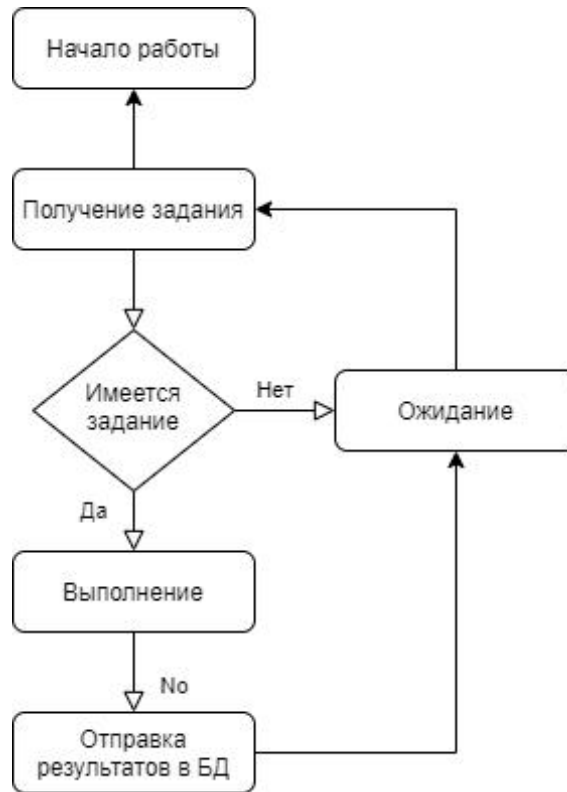 Начало работы
Получение задания
Имеется
задание
Нет
Ожидание
Да
Выполнение
No
Отправка
результатов в БД